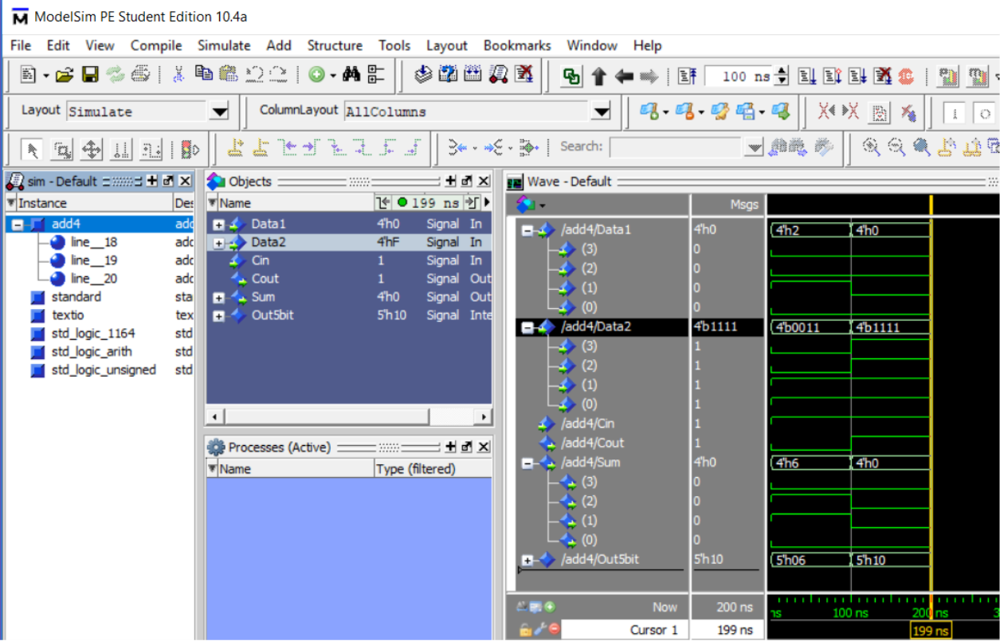 ModelSim PE Student Edition 10.4a
File Edit View Compile Simulate Add Structure Tools Layout Bookmarks Window Help
100 ns
Layout Simulate ColumnLayout AllColumns
Search:
sim - Default
Instance Des
add4 add
line__18 add
line__19 add
line__20 add
standard sta
textio tex
std_logic_1164 std
std_logic_arith std
std_logic_unsigned std
Objects
Name 199 ns
Data1 4'h0 Signal In
Data2 4'hF Signal In
Cin 1 Signal In
Cout 1 Signal Out
Sum 4'h0 Signal Out
Out5bit 5'h10 Signal Inte
Processes (Active)
Name Type (filtered)
Wave - Default
Msgs
/add4/Data1 4'h0 4'h2 4'h0
(3) 0
(2) 0
(1) 0
(0) 0
/add4/Data2 4'b1111 4'b0011 4'b1111
(3) 1
(2) 1
(1) 1
(0) 1
/add4/Cin 1
/add4/Cout 1
/add4/Sum 4'h0 4'h6 4'h0
(3) 0
(2) 0
(1) 0
(0) 0
/add4/Out5bit 5'h10 5'h06 5'h10
Now 200 ns ns 100 ns 200 ns 3
Cursor 1 199 ns 199 ns